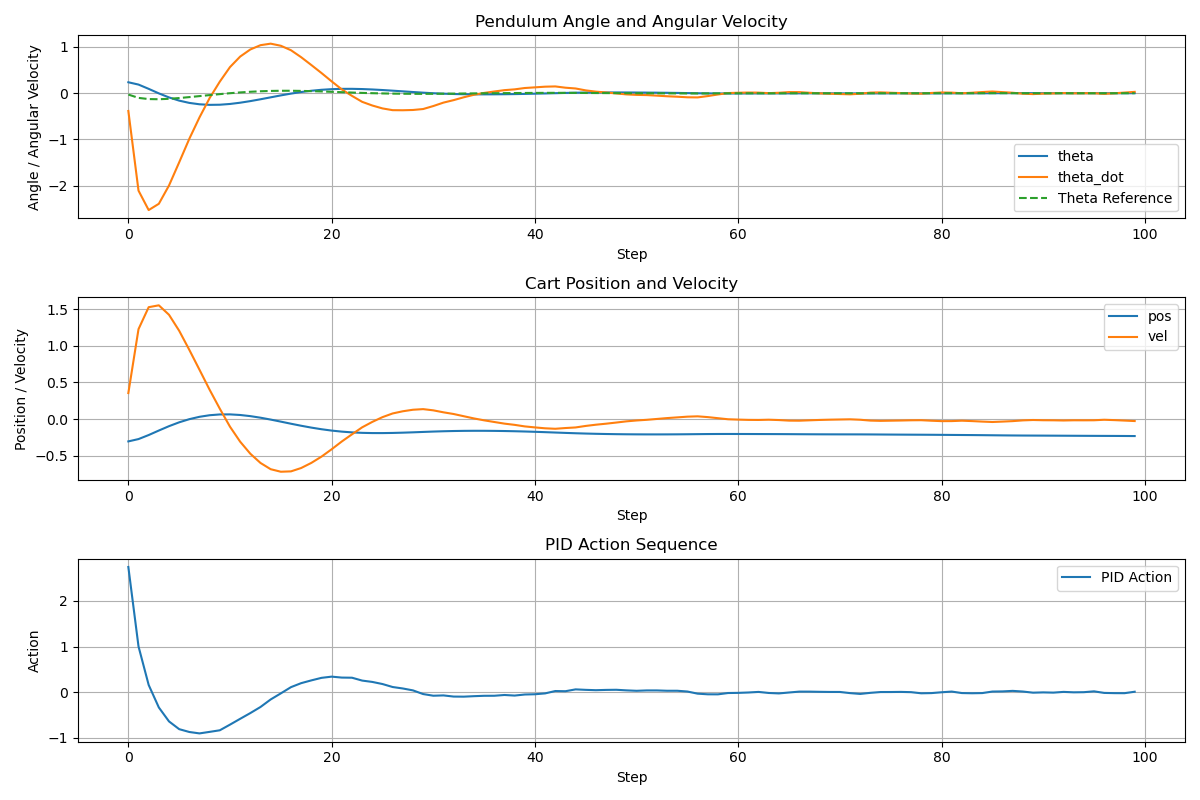 Pendulum Angle and Angular Velocity
Angle / Angular Velocity
1
0
−1
−2
theta
theta_dot
Theta Reference
0 20 40 60 80 100
Step
Cart Position and Velocity
Position / Velocity
1.5
1.0
0.5
0.0
−0.5
pos
vel
0 20 40 60 80 100
Step
PID Action Sequence
Action
2
1
0
−1
PID Action
0 20 40 60 80 100
Step